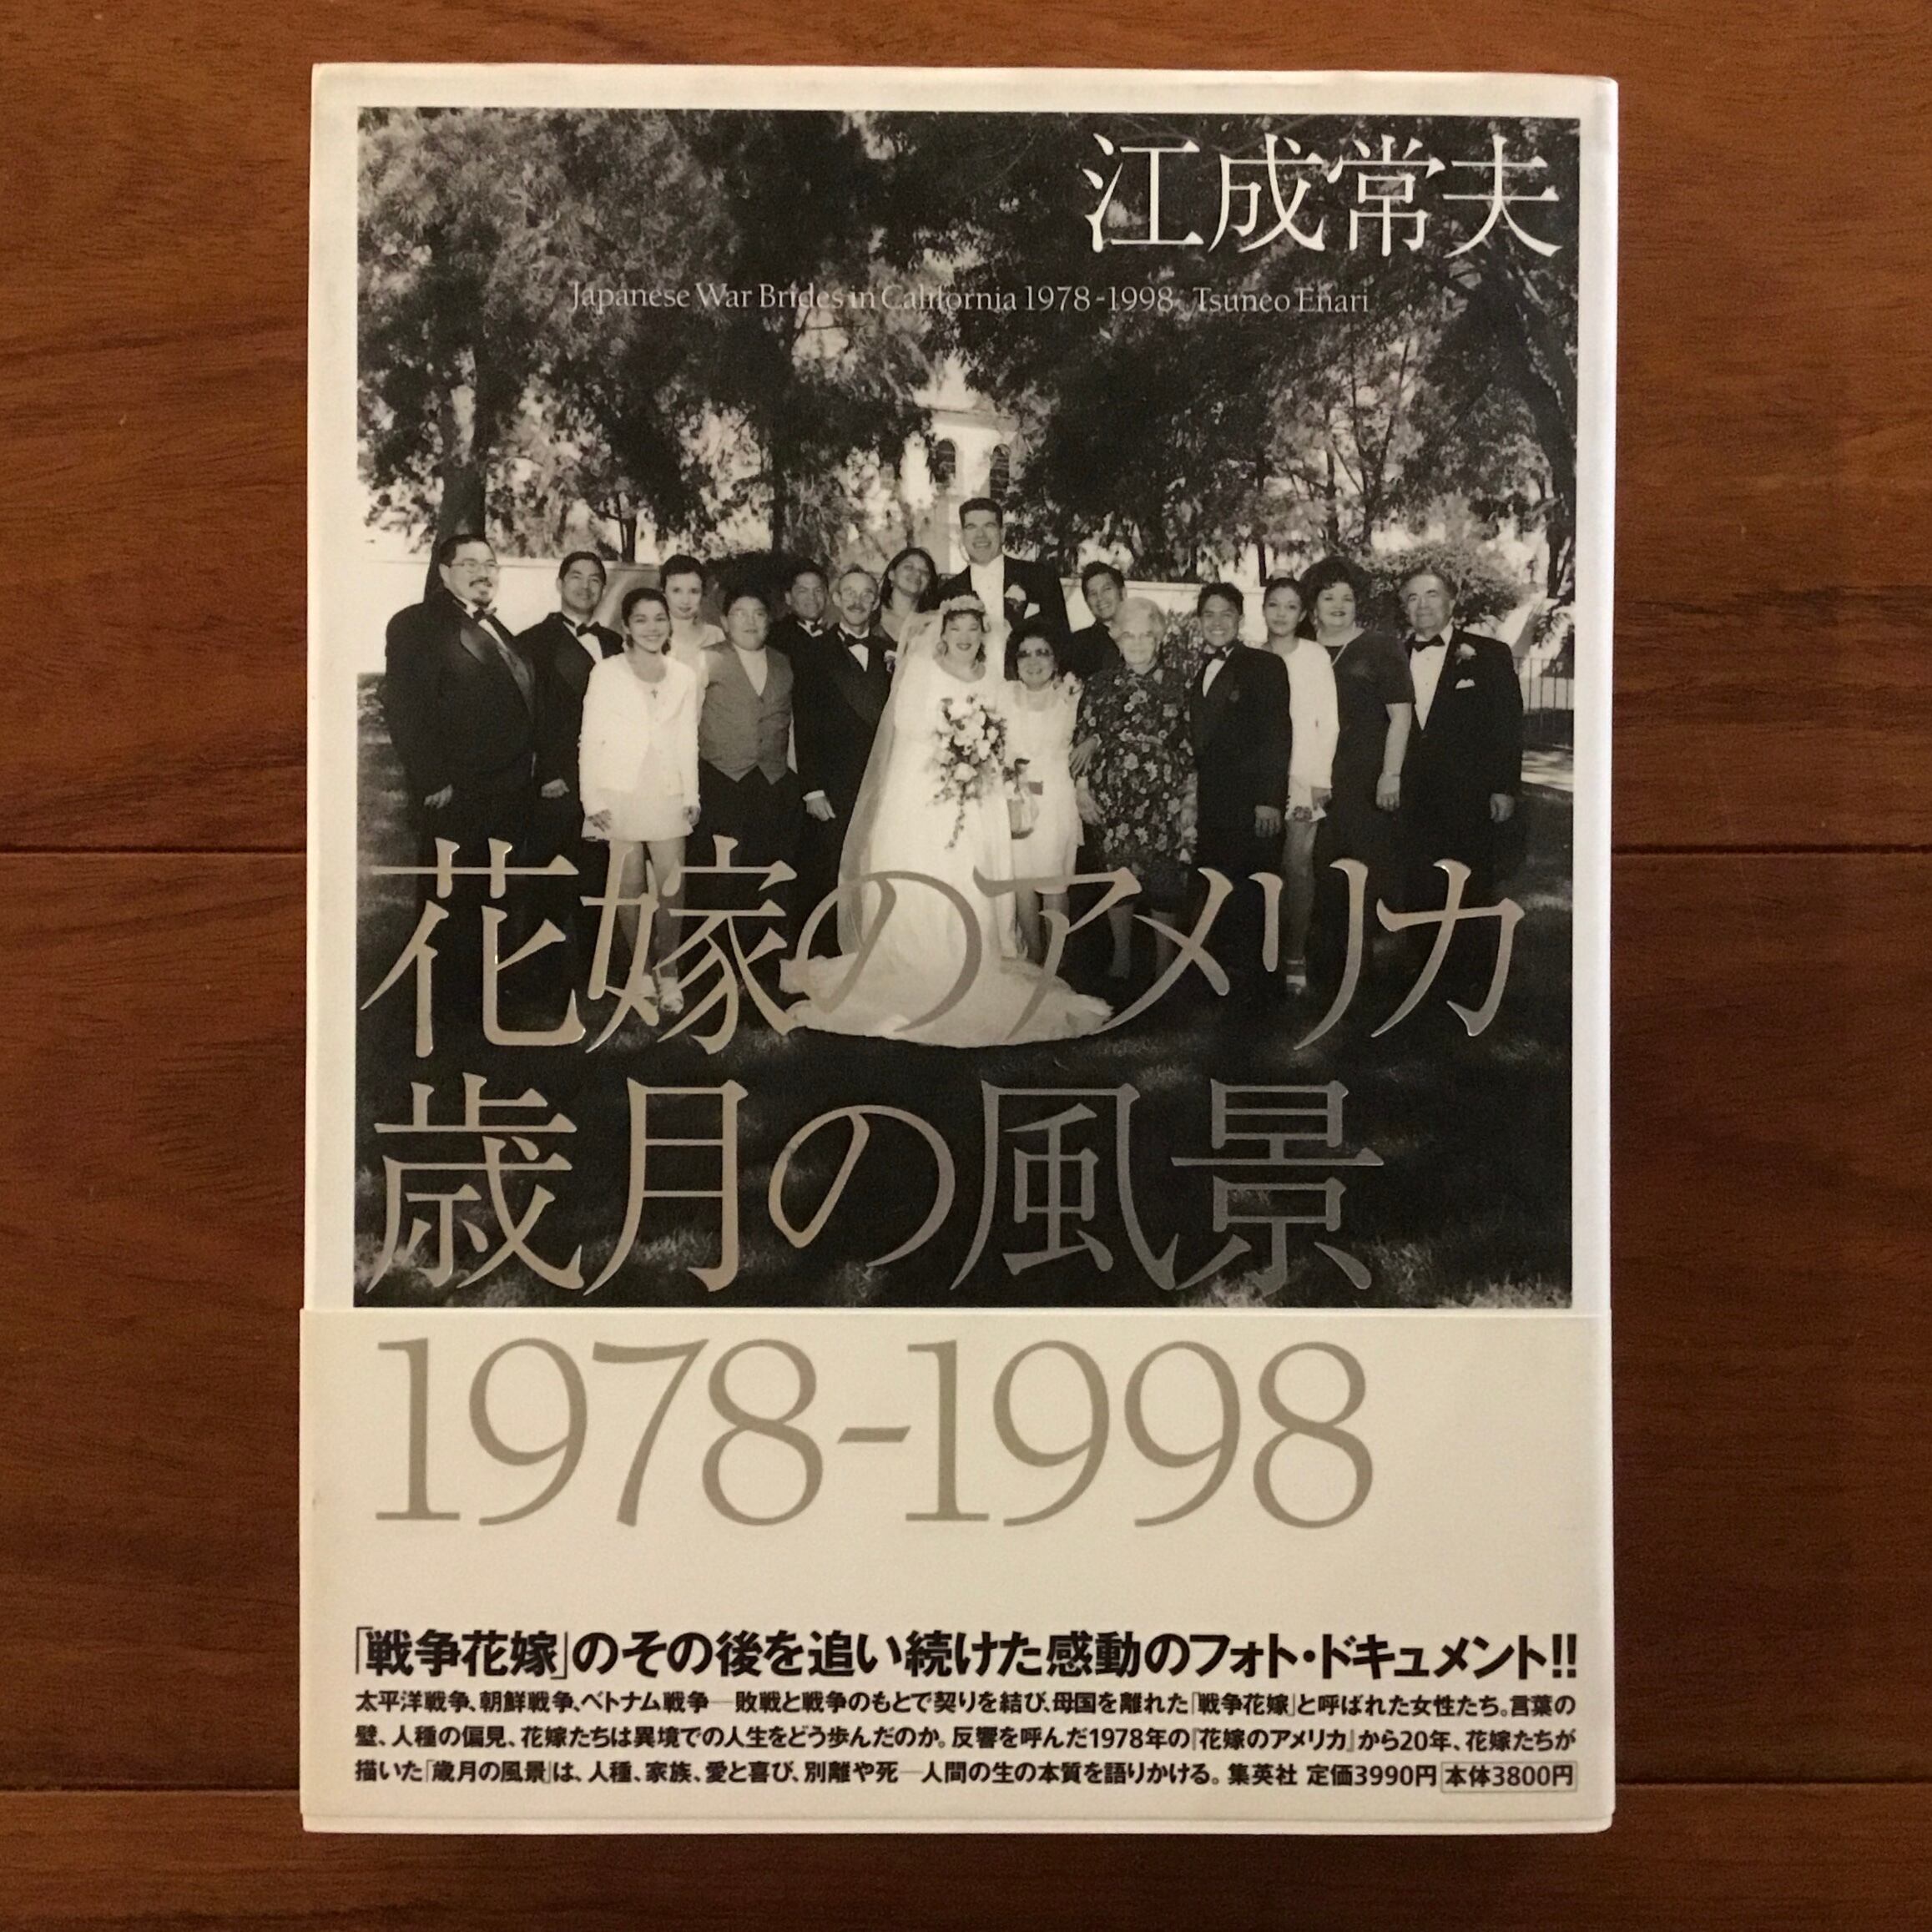 江成常夫
Japanese War Brides in California 1978-1998 Tsuneo Enari
花嫁のアメリカ
歳月の風景
1978-1998
「戦争花嫁」のその後を追い続けた感動のフォト・ドキュメント!!
太平洋戦争、朝鮮戦争、ベトナム戦争―敗戦と戦争のもとで契りを結び、母国を離れた「戦争花嫁」と呼ばれた女性たち。言葉の
壁、人種の偏見、花嫁たちは異境での人生をどう歩んだのか。反響を呼んだ1978年の『花嫁のアメリカ』から20年、花嫁たちが
描いた「歳月の風景」は、人種、家族、愛と喜び、別離や死―人間の生の本質を語りかける。集英社 定価3990円 本体3800円